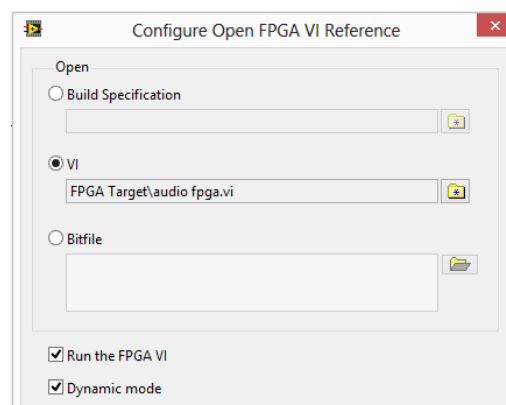 Configure Open FPGA VI Reference
Open
Build Specification
VI
FPGA Target\audio fpga.vi
Bitfile
Run the FPGA VI
Dynamic mode